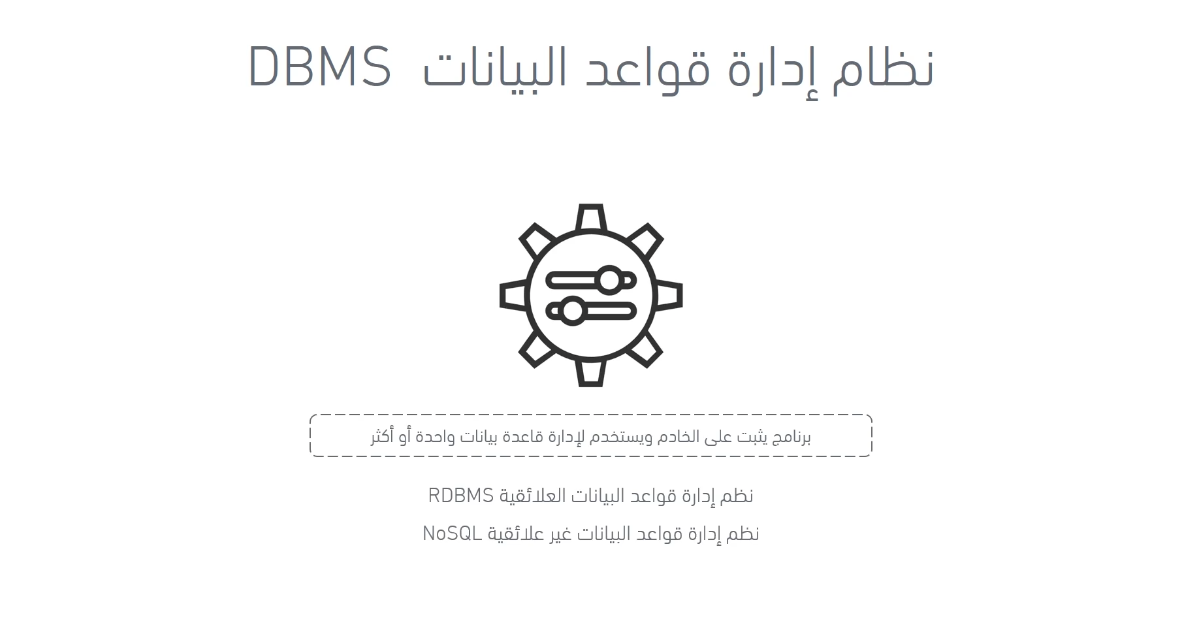 نظام إدارة قواعد البيانات DBMS
برنامج يثبت على الخادم ويستخدم لإدارة قاعدة بيانات واحدة أو أكثر
نظم إدارة قواعد البيانات العلائقية RDBMS
نظم إدارة قواعد البيانات غير علائقية NoSQL